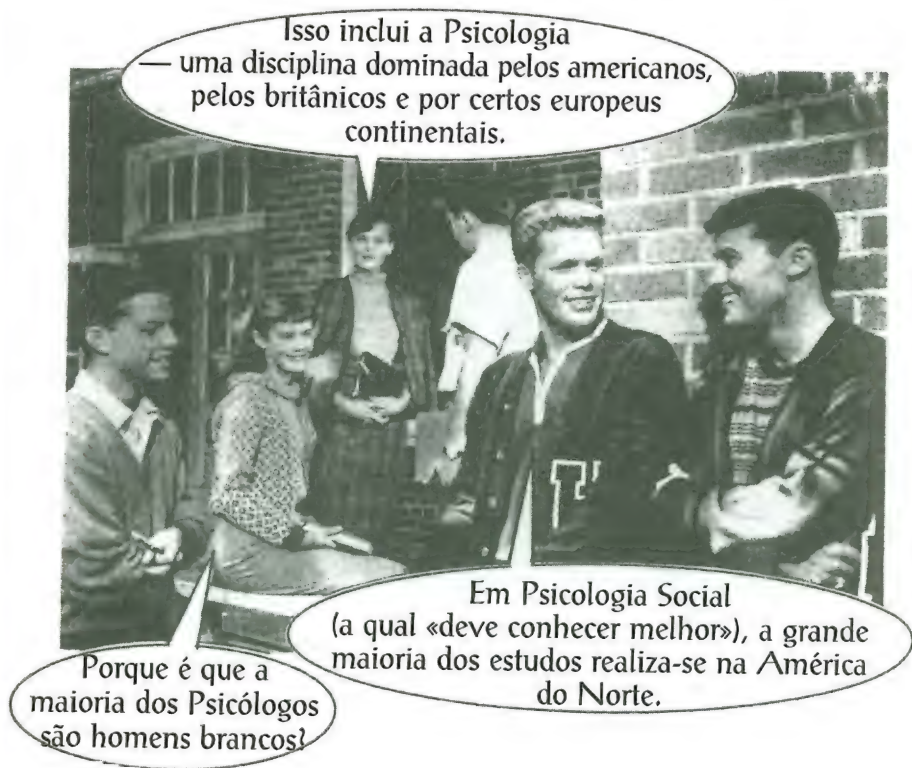 Isso inclui a Psicologia
— uma disciplina dominada pelos americanos,
pelos britânicos e por certos europeus
continentais.
Em Psicologia Social
(a qual «deve conhecer melhor»), a grande
maioria dos estudos realiza-se na América
do Norte.
Porque é que a
maioria dos Psicólogos
são homens brancos?